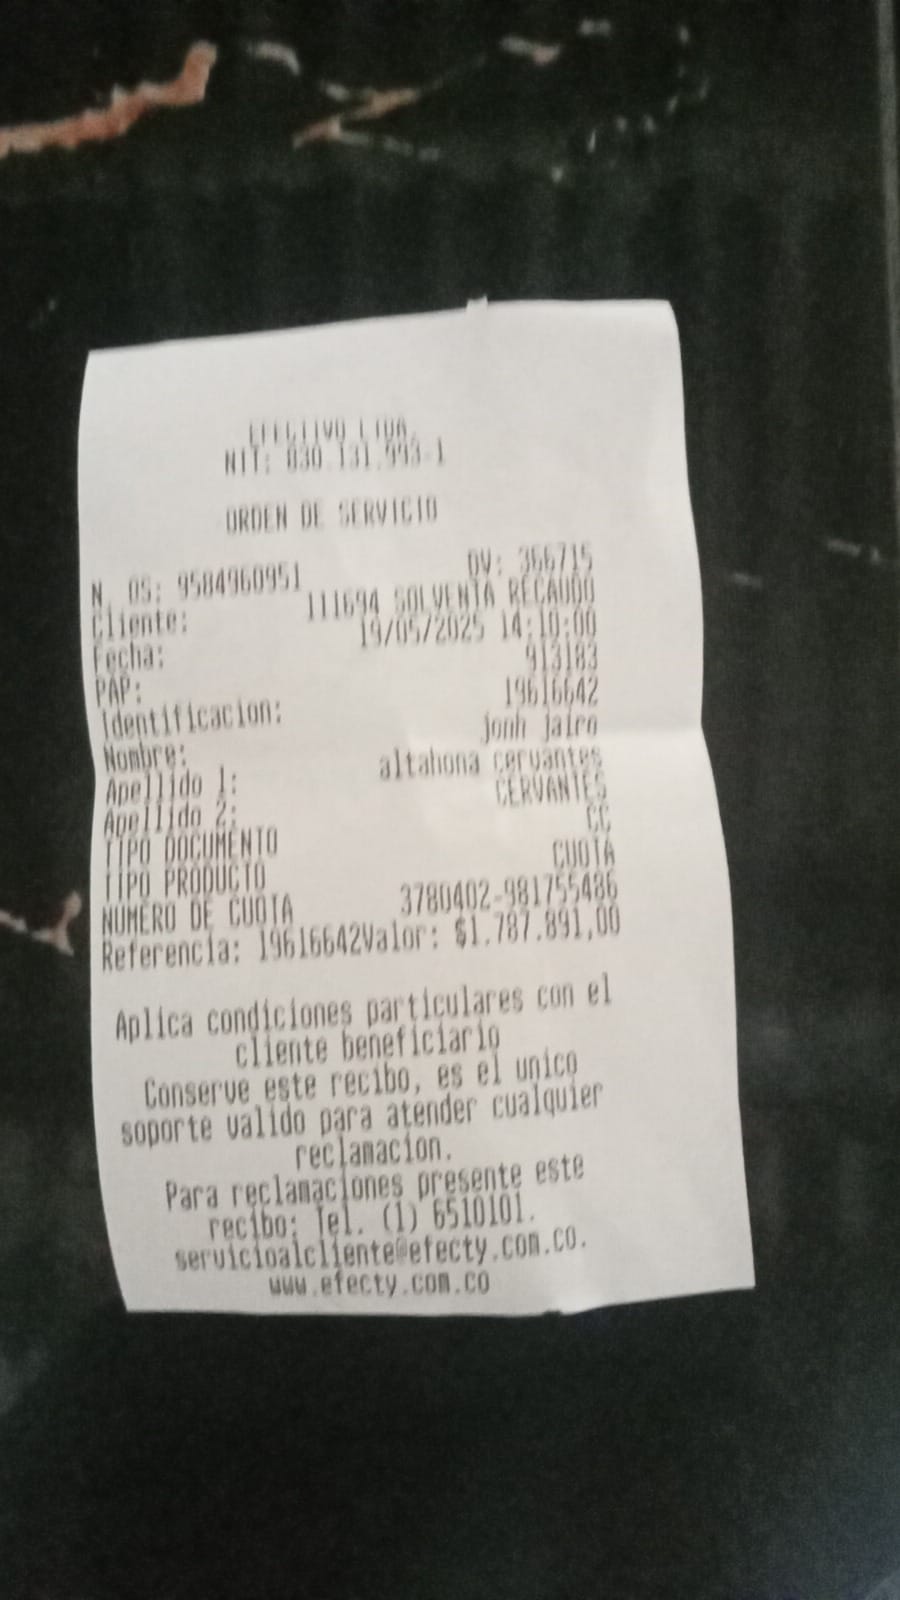 EFECTIVO LTDA.
NIT: 830.131.993-1
ORDEN DE SERVICIO
N. OS: 9584960951 DV: 366715
Cliente: 111694 SOLVENTA RECAUDO
Fecha: 19/05/2025 14:10:00
PAP: 913183
Identificacion: 19616642
Nombre: jonh jairo
Apellido 1: altahona cervantes
Apellido 2: CERVANTES
TIPO DOCUMENTO CC
TIPO PRODUCTO CUOTA
NUMERO DE CUOTA 3780402-981755486
Referencia: 19616642Valor: $1.787.891,00
Aplica condiciones particulares con el
cliente beneficiario
Conserve este recibo, es el unico
soporte valido para atender cualquier
reclamacion.
Para reclamaciones presente este
recibo: Tel. (1) 6510101.
servicioalcliente@efecty.com.co.
www.efecty.com.co